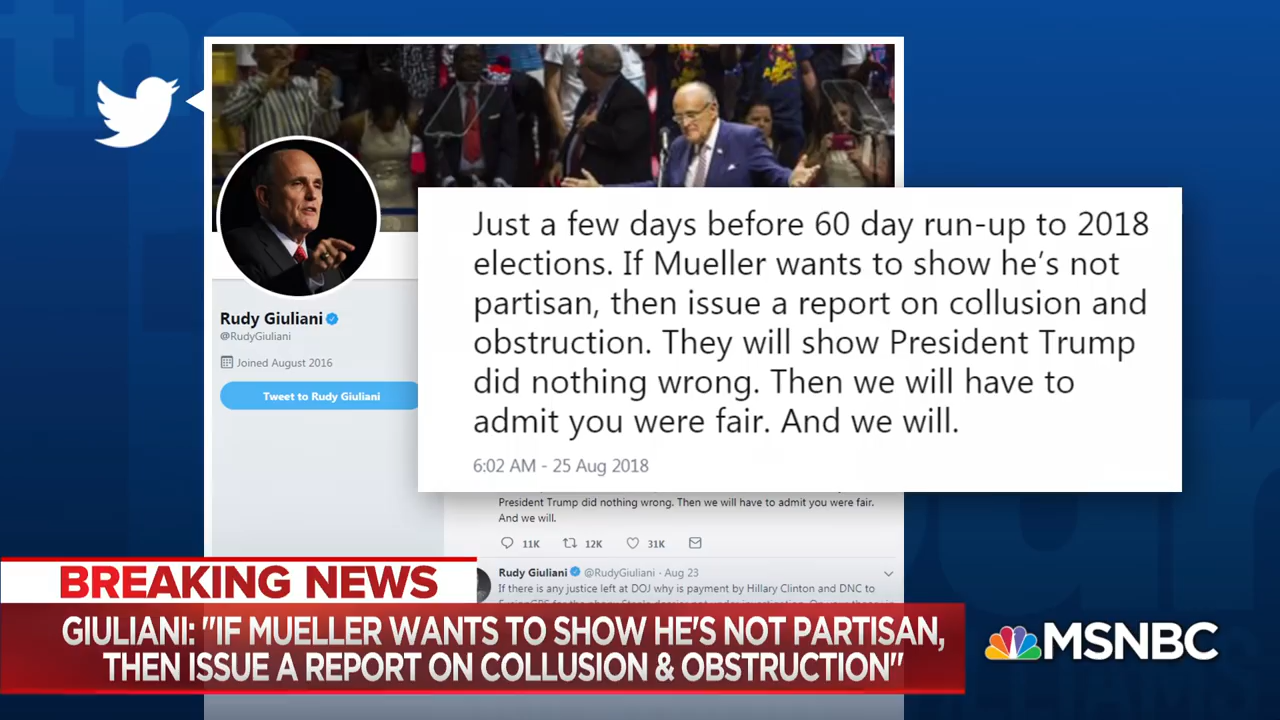 Just a few days before 60 day run-up to 2018
elections. If Mueller wants to show he's not
partisan, then issue a report on collusion and
obstruction. They will show President Trump
did nothing wrong. Then we will have to
admit you were fair. And we will.
6:02 AM - 25 Aug 2018
Rudy Giuliani
@RudyGiuliani
Joined August 2016
Tweet to Rudy Giuliani
President Trump did nothing wrong. Then we will have to admit you were fair.
And we will.
11K 12K 31K
Rudy Giuliani @RudyGiuliani - Aug 23
If there is any justice left at DOJ why is payment by Hillary Clinton and DNC to
BREAKING NEWS
GIULIANI: "IF MUELLER WANTS TO SHOW HE'S NOT PARTISAN,
THEN ISSUE A REPORT ON COLLUSION & OBSTRUCTION"
MSNBC